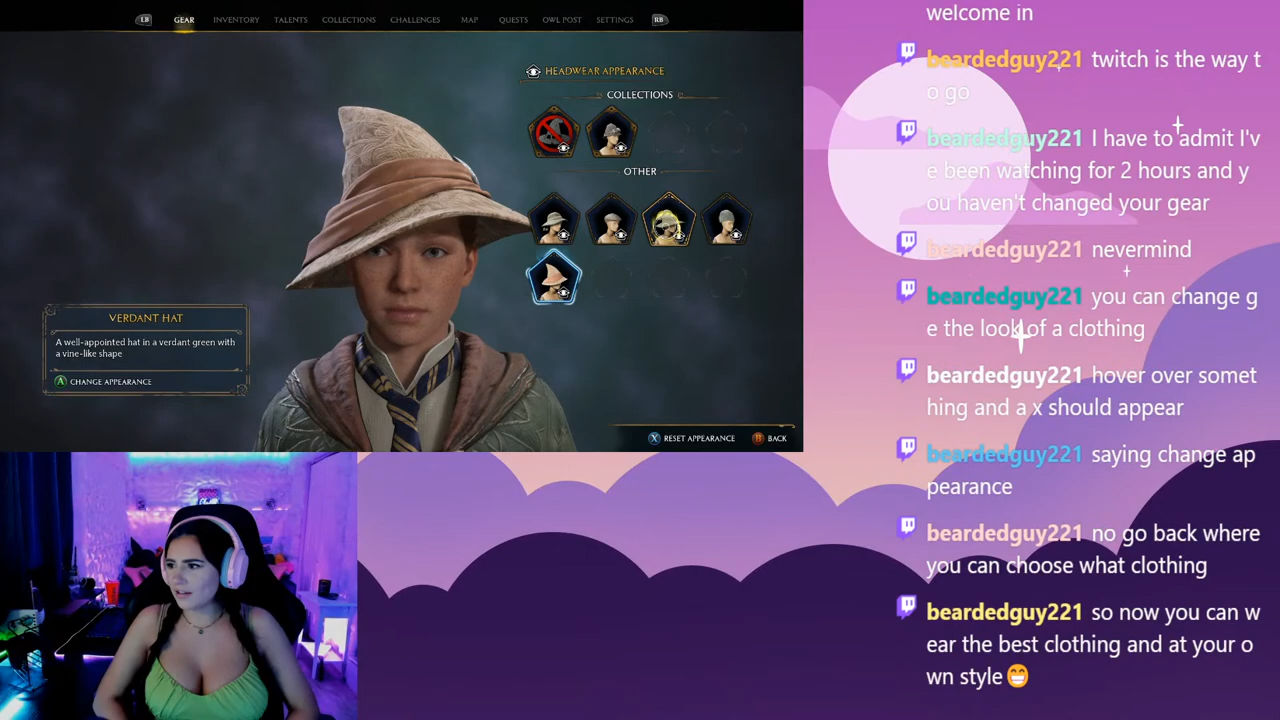 LB GEAR INVENTORY TALENTS COLLECTIONS CHALLENGES MAP QUESTS OWL POST SETTINGS RB
HEADWEAR APPEARANCE
COLLECTIONS
OTHER
VERDANT HAT
A well-appointed hat in a verdant green with
a vine-like shape
A CHANGE APPEARANCE
X RESET APPEARANCE B BACK
welcome in
beardedguy221 twitch is the way t
o go
beardedguy221 I have to admit I'v
e been watching for 2 hours and y
ou haven't changed your gear
beardedguy221 nevermind
beardedguy221 you can change g
e the look of a clothing
beardedguy221 hover over somet
hing and a x should appear
beardedguy221 saying change ap
pearance
beardedguy221 no go back where
you can choose what clothing
beardedguy221 so now you can w
ear the best clothing and at your o
wn style😁